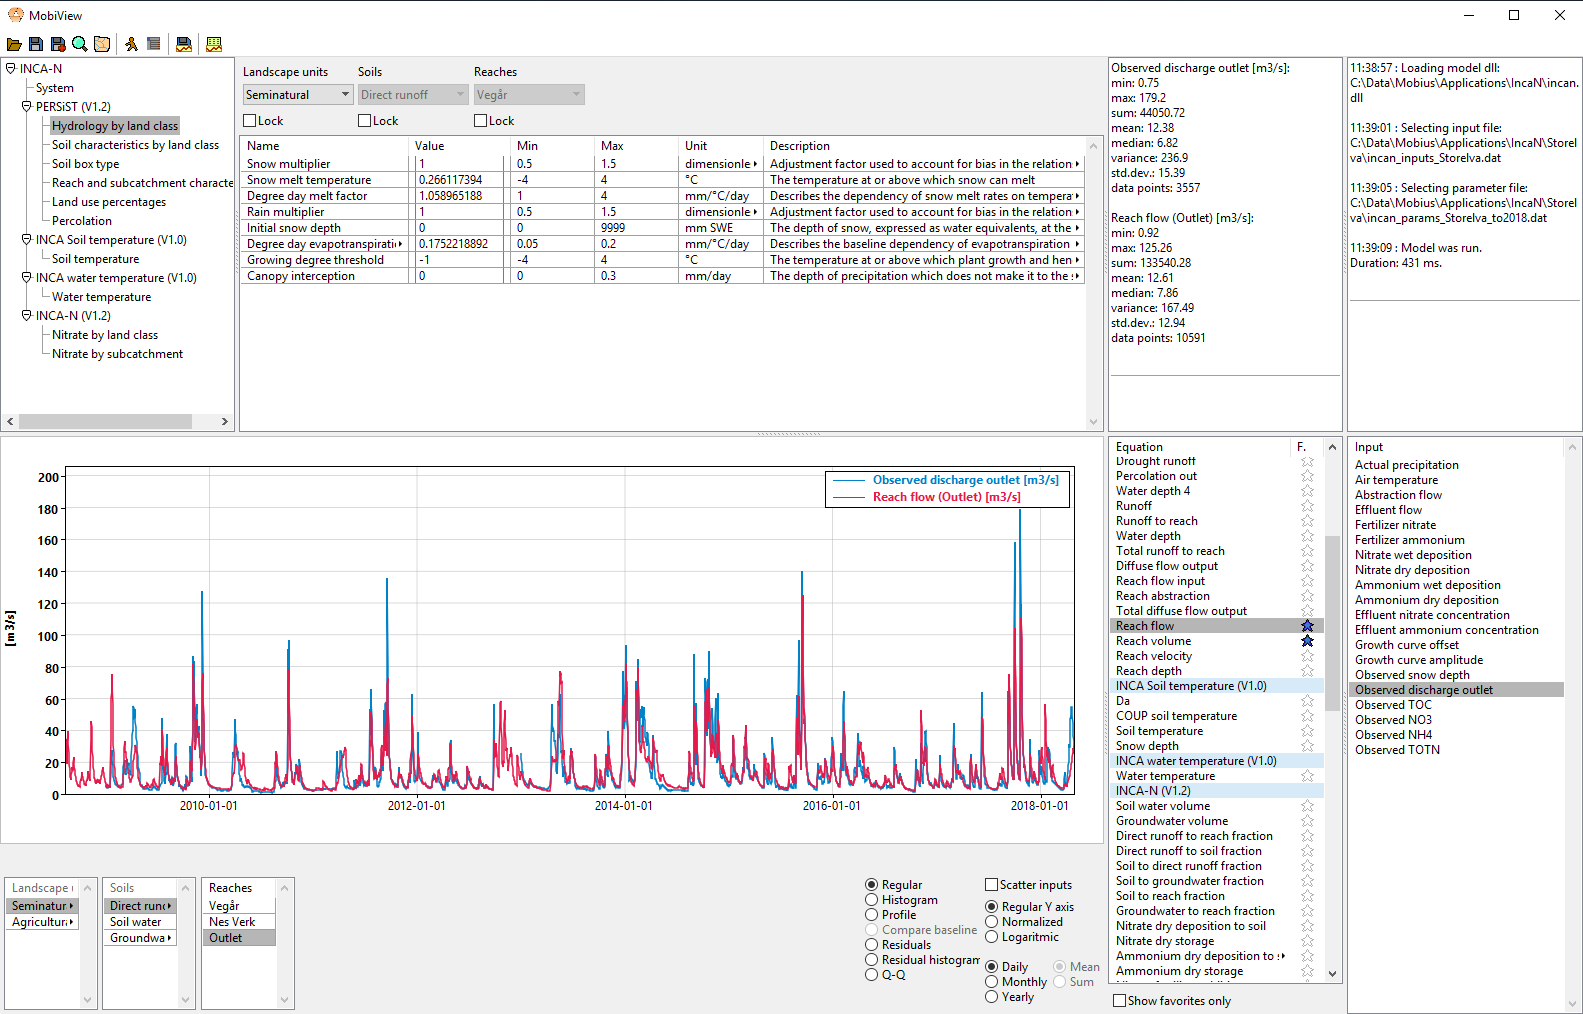 MobiView
INCA-N
System
PERSiST (V1.2)
Hydrology by land class
Soil characteristics by land class
Soil box type
Reach and subcatchment characte
Land use percentages
Percolation
INCA Soil temperature (V1.0)
Soil temperature
INCA water temperature (V1.0)
Water temperature
INCA-N (V1.2)
Nitrate by land class
Nitrate by subcatchment
Landscape units Soils Reaches
Seminatural Direct runoff Vegår
Lock Lock Lock
Name Value Min Max Unit Description
Snow multiplier 1 0.5 1.5 dimensionle Adjustment factor used to account for bias in the relation
Snow melt temperature 0.266117394 -4 4 °C The temperature at or above which snow can melt
Degree day melt factor 1.058965188 1 4 mm/°C/day Describes the dependency of snow melt rates on tempera
Rain multiplier 1 0.5 1.5 dimensionle Adjustment factor used to account for bias in the relation
Initial snow depth 0 0 9999 mm SWE The depth of snow, expressed as water equivalents, at the
Degree day evapotranspirati 0.1752218892 0.05 0.2 mm/°C/day Describes the baseline dependency of evapotranspiration
Growing degree threshold -1 -4 4 °C The temperature at or above which plant growth and hen
Canopy interception 0 0 0.3 mm/day The depth of precipitation which does not make it to the s
Observed discharge outlet [m3/s]:
min: 0.75
max: 179.2
sum: 44050.72
mean: 12.38
median: 6.82
variance: 236.9
std.dev.: 15.39
data points: 3557
Reach flow (Outlet) [m3/s]:
min: 0.92
max: 125.26
sum: 133540.28
mean: 12.61
median: 7.86
variance: 167.49
std.dev.: 12.94
data points: 10591
11:38:57 : Loading model dll:
C:\Data\Mobius\Applications\IncaN\incan.
dll
11:39:01 : Selecting input file:
C:\Data\Mobius\Applications\IncaN\Storel
va\incan_inputs_Storelva.dat
11:39:05 : Selecting parameter file:
C:\Data\Mobius\Applications\IncaN\Storel
va\incan_params_Storelva_to2018.dat
11:39:09 : Model was run.
Duration: 431 ms.
[m3/s]
200
180
160
140
120
100
80
60
40
20
0
Observed discharge outlet [m3/s]
Reach flow (Outlet) [m3/s]
2010-01-01 2012-01-01 2014-01-01 2016-01-01 2018-01-01
Equation F.
Drought runoff
Percolation out
Water depth 4
Runoff
Runoff to reach
Water depth
Total runoff to reach
Diffuse flow output
Reach flow input
Reach abstraction
Total diffuse flow output
Reach flow
Reach volume
Reach velocity
Reach depth
INCA Soil temperature (V1.0)
Da
COUP soil temperature
Soil temperature
Snow depth
INCA water temperature (V1.0)
Water temperature
INCA-N (V1.2)
Soil water volume
Groundwater volume
Direct runoff to reach fraction
Direct runoff to soil fraction
Soil to direct runoff fraction
Soil to groundwater fraction
Soil to reach fraction
Groundwater to reach fraction
Nitrate dry deposition to soil
Nitrate dry storage
Ammonium dry deposition to s
Ammonium dry storage
Show favorites only
Input
Actual precipitation
Air temperature
Abstraction flow
Effluent flow
Fertilizer nitrate
Fertilizer ammonium
Nitrate wet deposition
Nitrate dry deposition
Ammonium wet deposition
Ammonium dry deposition
Effluent nitrate concentration
Effluent ammonium concentration
Growth curve offset
Growth curve amplitude
Observed snow depth
Observed discharge outlet
Observed TOC
Observed NO3
Observed NH4
Observed TOTN
Landscape
Seminatur
Agricultura
Soils
Direct runo
Soil water
Groundwa
Reaches
Vegår
Nes Verk
Outlet
Regular
Histogram
Profile
Compare baseline
Residuals
Residual histogram
Q-Q
Scatter inputs
Regular Y axis
Normalized
Logaritmic
Daily
Monthly
Yearly
Mean
Sum